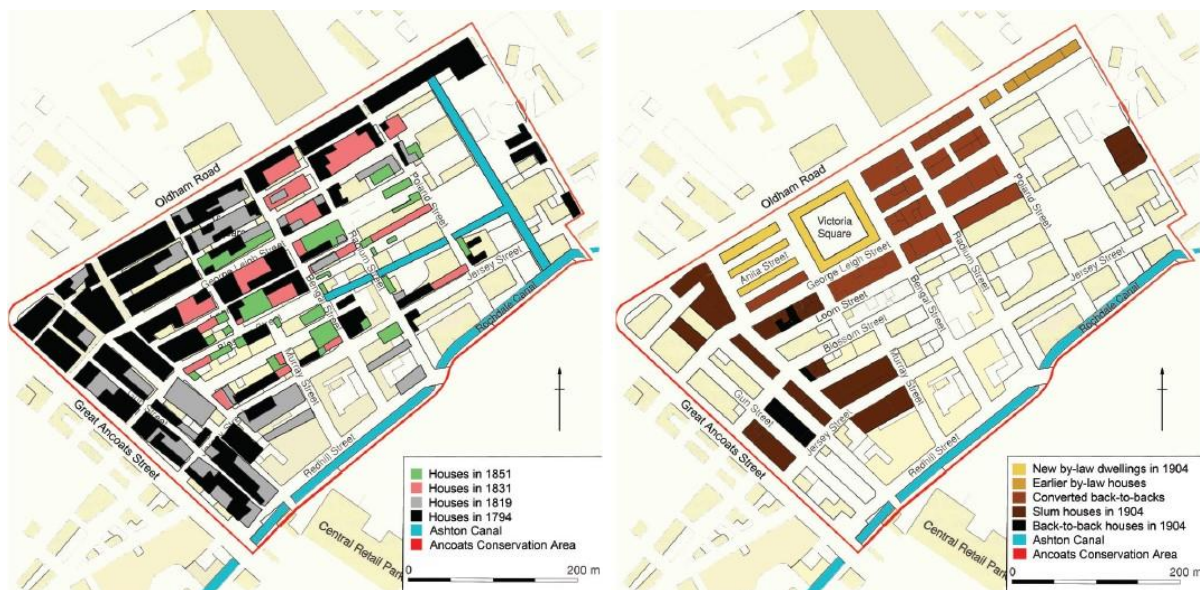 Oldham Road
George Leigh Street
Poland Street
Radium Street
Bengal Street
Jersey Street
Rochdale Canal
Murray Street
Redhill Street
Great Ancoats Street
Central Retail Park
Houses in 1851
Houses in 1831
Houses in 1819
Houses in 1794
Ashton Canal
Ancoats Conservation Area
0
200 m
Oldham Road
Victoria
Square
Anita Street
George Leigh Street
Poland Street
Radium Street
Jersey Street
Rochdale Canal
Loom Street
Bengal Street
Blossom Street
Murray Street
Gun Street
Jersey Street
Great Ancoats Street
Redhill Street
Central Retail Park
New by-law dwellings in 1904
Earlier by-law houses
Converted back-to-backs
Slum houses in 1904
Back-to-back houses in 1904
Ashton Canal
Ancoats Conservation Area
0
200 m